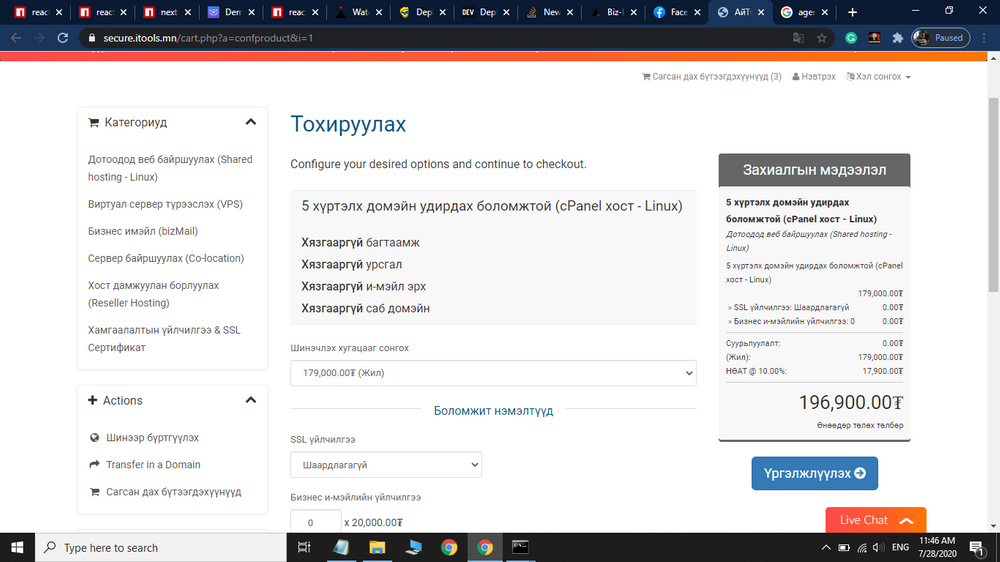 reac
reac
next
Den
reac
Wat
Dep
DEV Dep
New
Biz-
Face
АйТ
ager
secure.itools.mn/cart.php?a=confproduct&i=1
Paused
Сагсан дах бүтээгдэхүүнүүд (3)
Нэвтрэх
Хэл сонгох
Категориуд
Дотоодод веб байршуулах (Shared
hosting - Linux)
Виртуал сервер түрээслэх (VPS)
Бизнес имэйл (bizMail)
Сервер байршуулах (Co-location)
Хост дамжуулан борлуулах
(Reseller Hosting)
Хамгаалалтын үйлчилгээ & SSL
Сертификат
Actions
Шинээр бүртгүүлэх
Transfer in a Domain
Сагсан дах бүтээгдэхүүнүүд
Тохируулах
Configure your desired options and continue to checkout.
5 хүртэлх домэйн удирдах боломжтой (cPanel хост - Linux)
Хязгааргүй багтаамж
Хязгааргүй урсгал
Хязгааргүй и-мэйл эрх
Хязгааргүй саб домэйн
Шинэчлэх хугацааг сонгох
179,000.00₮ (Жил)
Боломжит нэмэлтүүд
SSL үйлчилгээ
Шаардлагагүй
Бизнес и-мэйлийн үйлчилгээ
0 x 20,000.00₮
Захиалгын мэдээлэл
5 хүртэлх домэйн удирдах
боломжтой (cPanel хост - Linux)
Дотоодод веб байршуулах (Shared hosting -
Linux)
5 хүртэлх домэйн удирдах боломжтой (cPanel
хост - Linux)
179,000.00₮
» SSL үйлчилгээ: Шаардлагагүй 0.00₮
» Бизнес и-мэйлийн үйлчилгээ: 0 0.00₮
Суурьлуулалт: 0.00₮
(Жил): 179,000.00₮
НӨАТ @ 10.00%: 17,900.00₮
196,900.00₮
Өнөөдөр төлөх төлбөр
Үргэлжлүүлэх
Live Chat
Type here to search
ENG
11:46 AM
7/28/2020
1